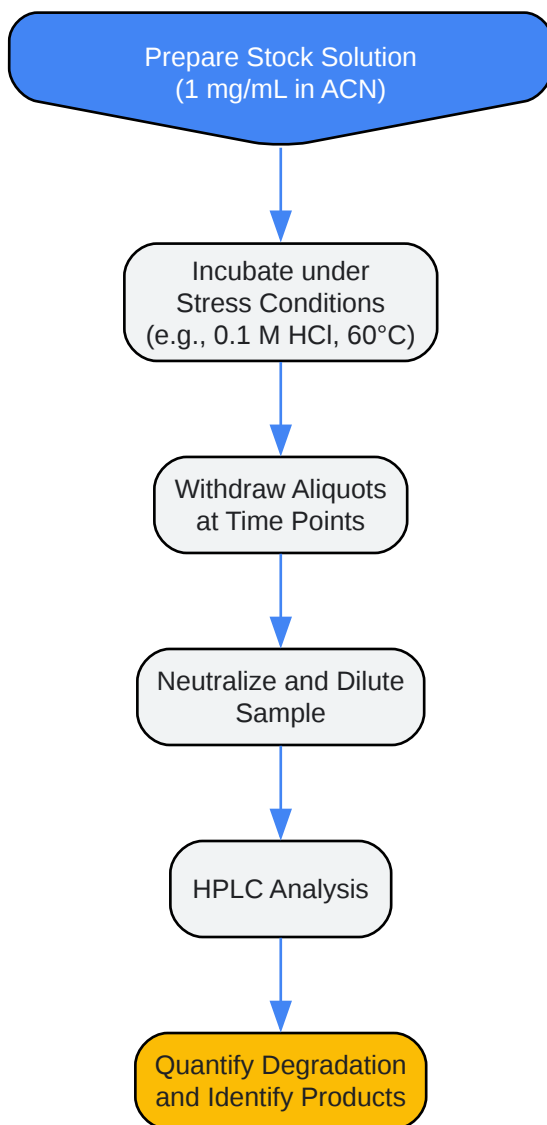 Prepare Stock Solution
(1 mg/mL in ACN)
Incubate under
Stress Conditions
(e.g., 0.1 M HCl, 60°C)
Withdraw Aliquots
at Time Points
Neutralize and Dilute
Sample
HPLC Analysis
Quantify Degradation
and Identify Products